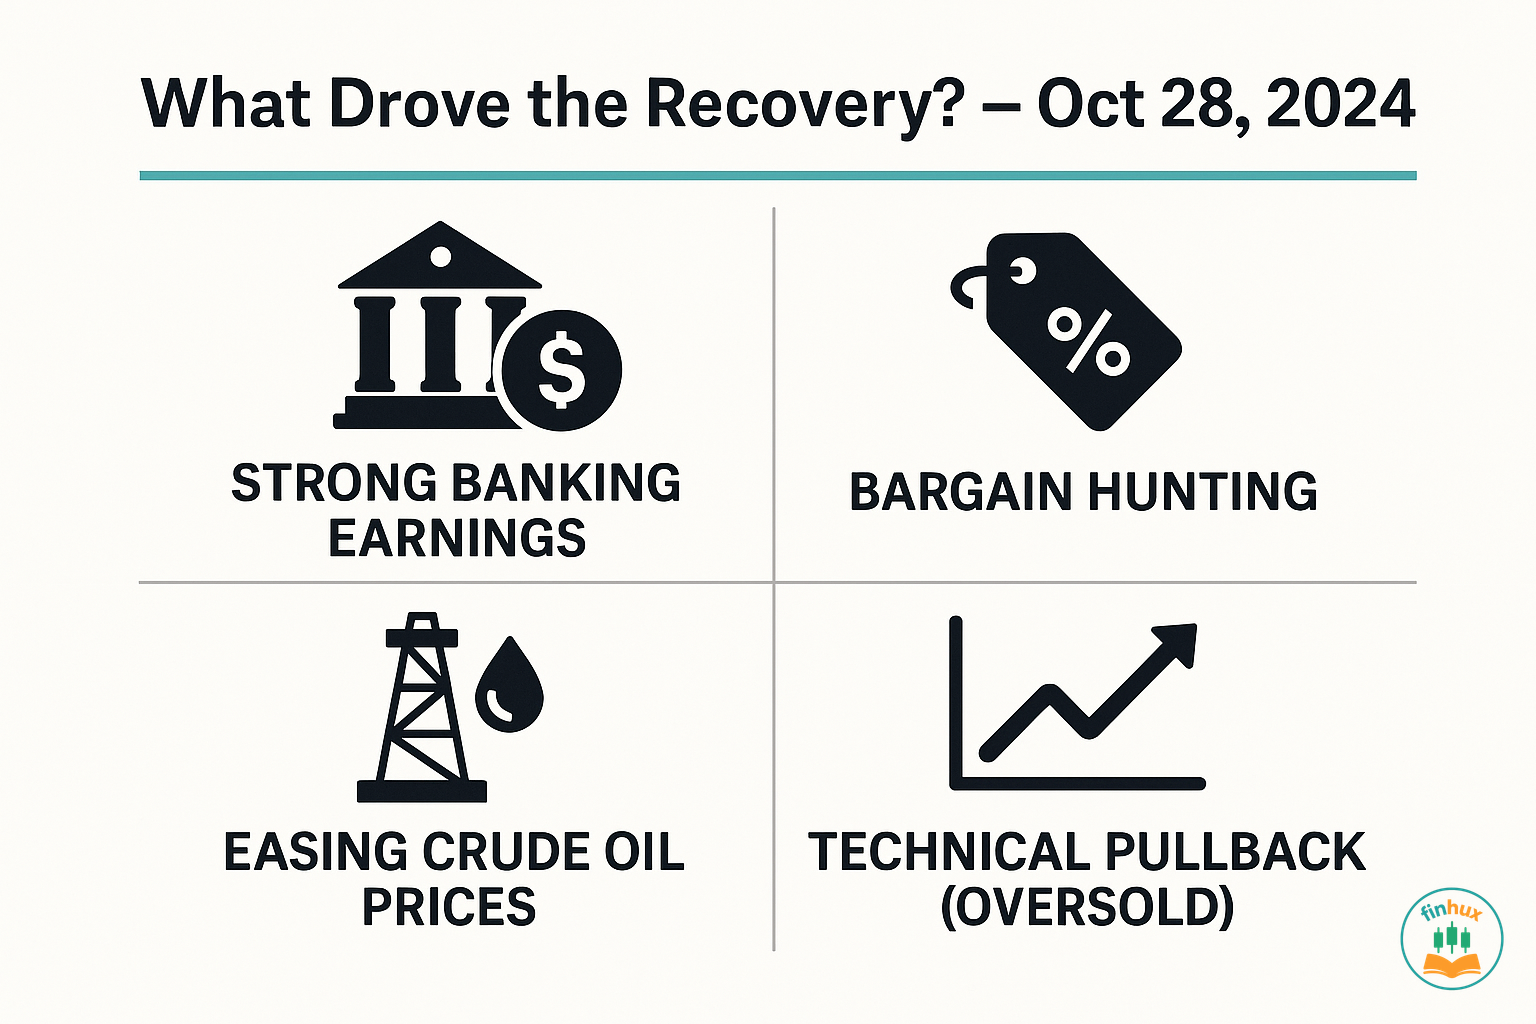 What Drove the Recovery? – Oct 28, 2024
$
%
STRONG BANKING
EARNINGS
BARGAIN HUNTING
EASING CRUDE OIL
PRICES
TECHNICAL PULLBACK
(OVERSOLD)
finhux